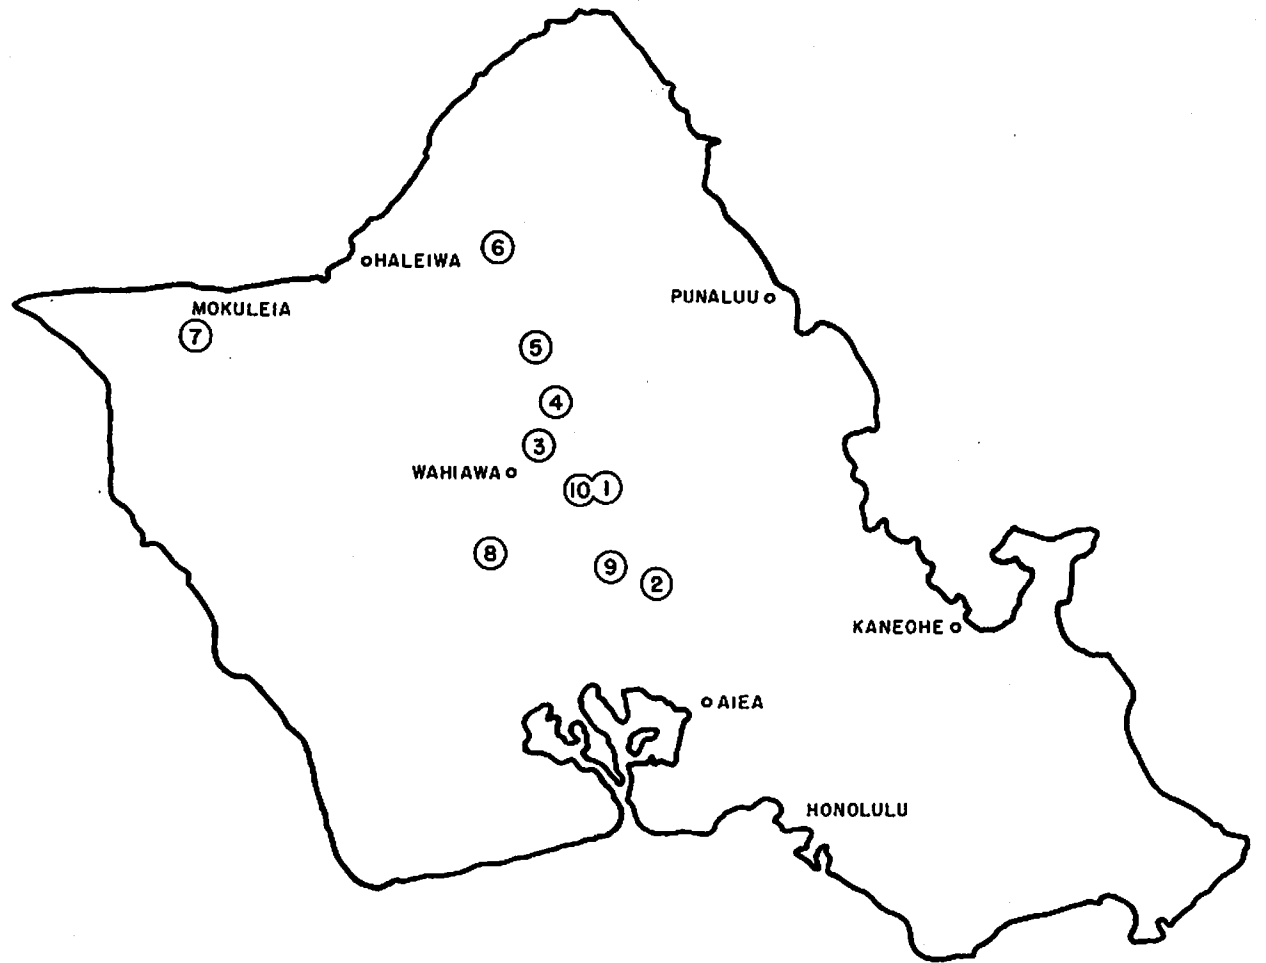 6
HALEIWA
PUNALUU
MOKULEIA
7
5
4
3
WAHIAWA
10 1
8
9
2
KANEOHE
AIEA
HONOLULU